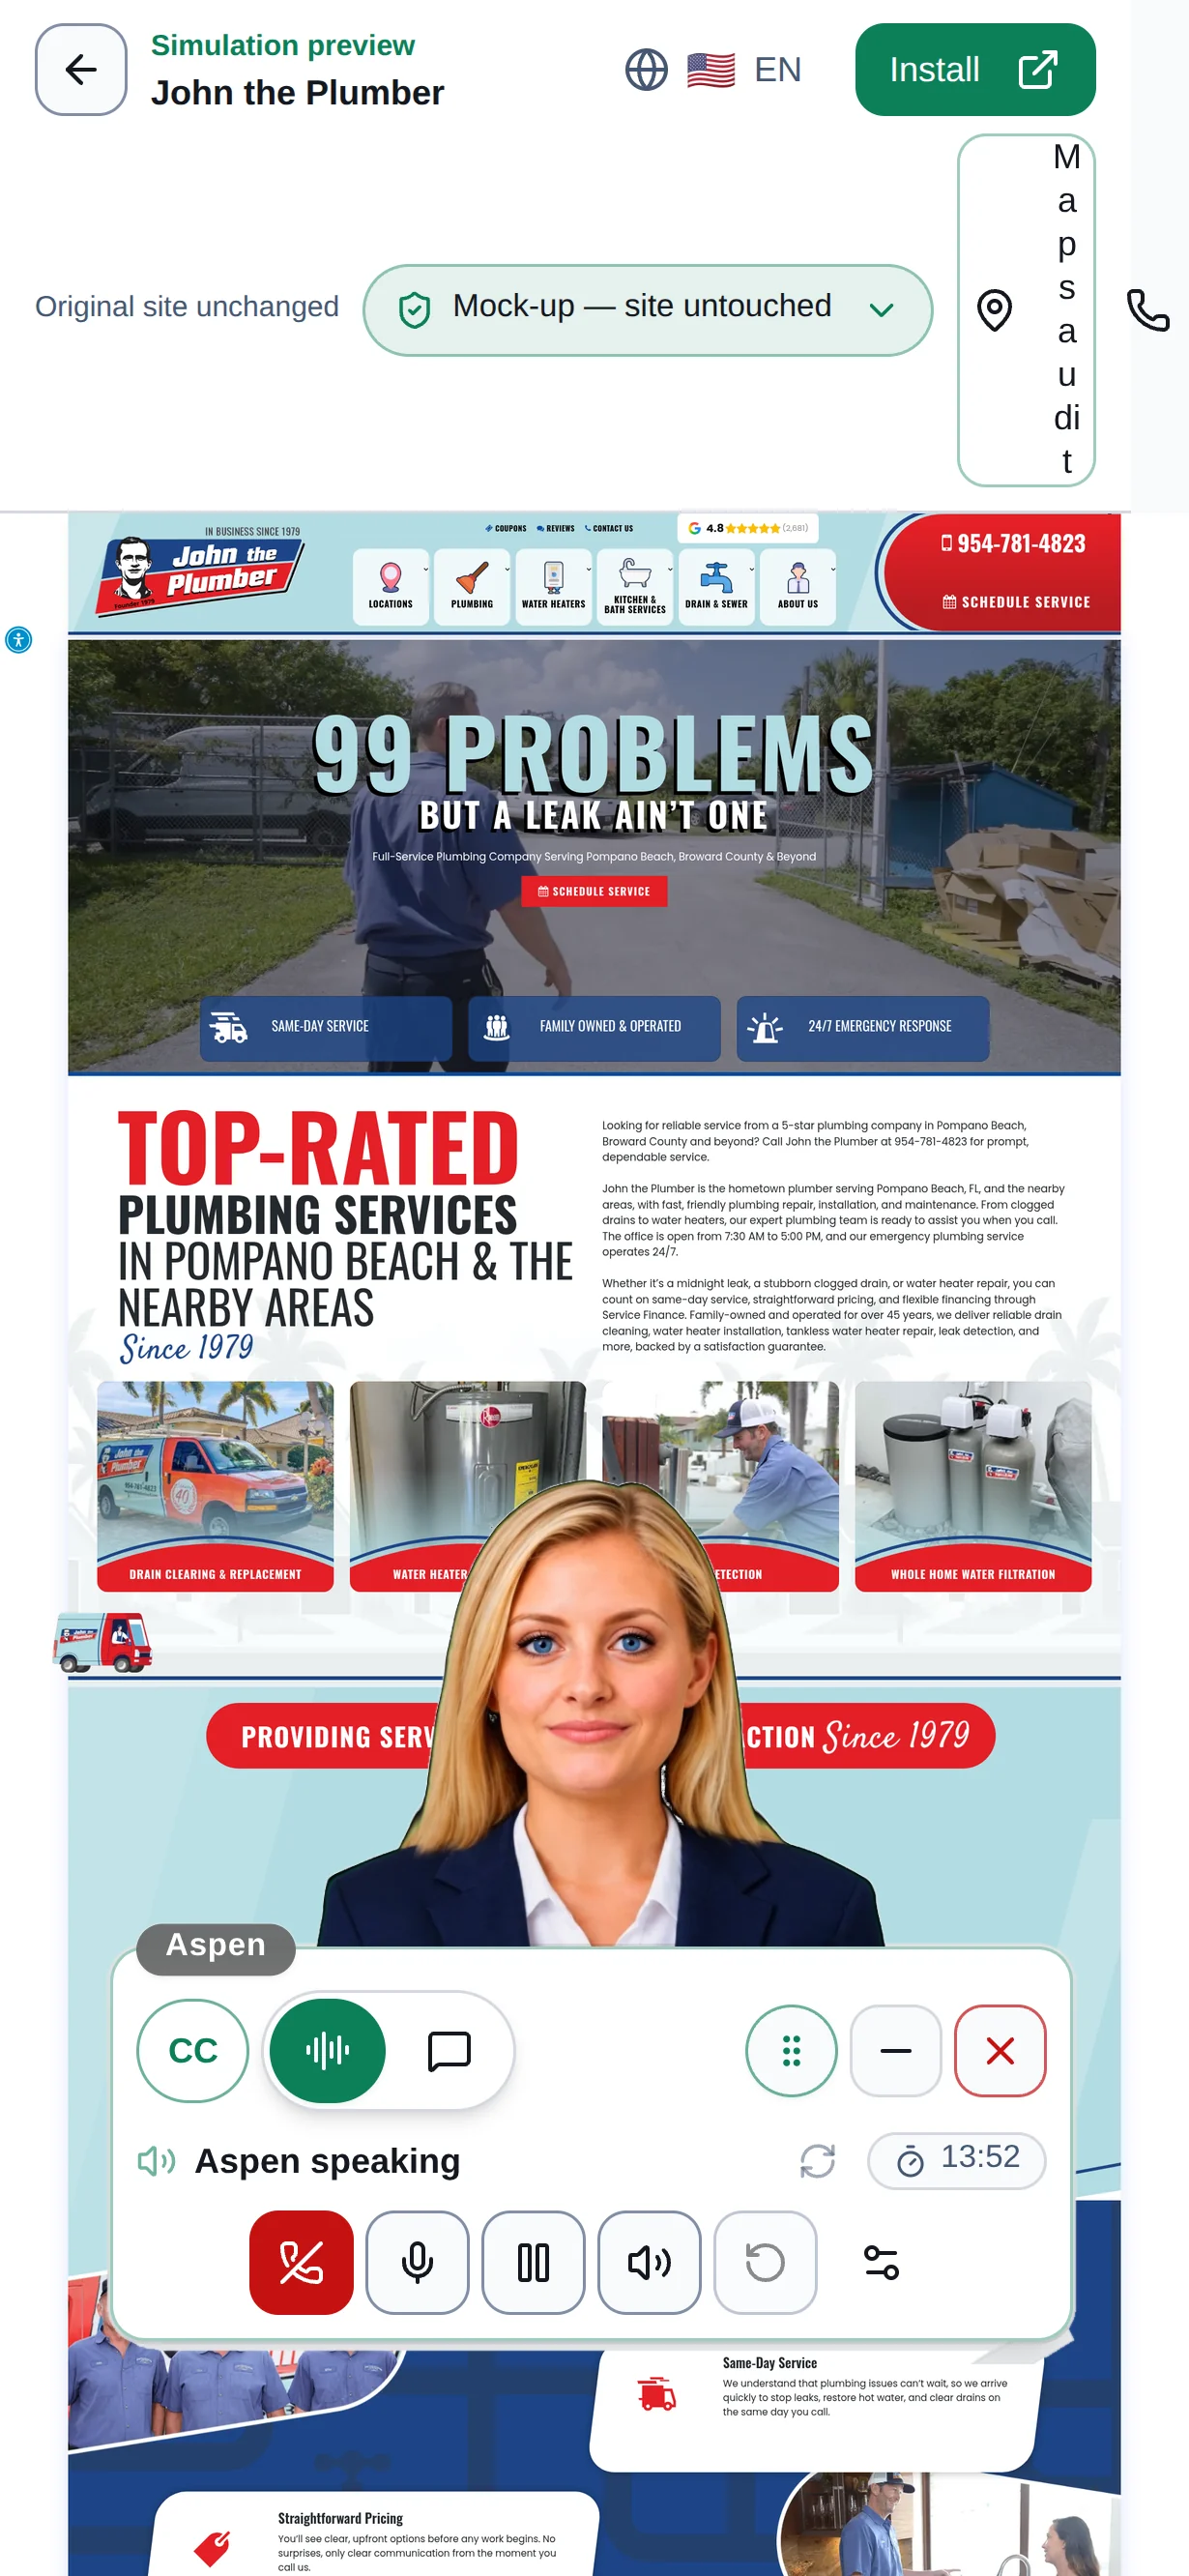 Simulation preview
John the Plumber
EN
Install
Original site unchanged
Mock-up — site untouched
Maps audit
IN BUSINESS SINCE 1979
John the
Plumber
Founder 1979
COUPONS
REVIEWS
CONTACT US
4.8
(2,681)
954-781-4823
SCHEDULE SERVICE
LOCATIONS
PLUMBING
WATER HEATERS
KITCHEN &
BATH SERVICES
DRAIN & SEWER
ABOUT US
99 PROBLEMS
BUT A LEAK AIN'T ONE
Full-Service Plumbing Company Serving Pompano Beach, Broward County & Beyond
SCHEDULE SERVICE
SAME-DAY SERVICE
FAMILY OWNED & OPERATED
24/7 EMERGENCY RESPONSE
TOP-RATED
PLUMBING SERVICES
IN POMPANO BEACH & THE
NEARBY AREAS
Since 1979
Looking for reliable service from a 5-star plumbing company in Pompano Beach,
Broward County and beyond? Call John the Plumber at 954-781-4823 for prompt,
dependable service.
John the Plumber is the hometown plumber serving Pompano Beach, FL, and the nearby
areas, with fast, friendly plumbing repair, installation, and maintenance. From clogged
drains to water heaters, our expert plumbing team is ready to assist you when you call.
The office is open from 7:30 AM to 5:00 PM, and our emergency plumbing service
operates 24/7.
Whether it's a midnight leak, a stubborn clogged drain, or water heater repair, you can
count on same-day service, straightforward pricing, and flexible financing through
Service Finance. Family-owned and operated for over 45 years, we deliver reliable drain
cleaning, water heater installation, tankless water heater repair, leak detection, and
more, backed by a satisfaction guarantee.
John the
Plumber
954-781-4823
40
DRAIN CLEARING & REPLACEMENT
WATER HEATER
ETECTION
WHOLE HOME WATER FILTRATION
PROVIDING SERV
CTION Since 1979
Aspen
CC
Aspen speaking
13:52
Same-Day Service
We understand that plumbing issues can't wait, so we arrive
quickly to stop leaks, restore hot water, and clear drains on
the same day you call.
Straightforward Pricing
You'll see clear, upfront options before any work begins. No
surprises, only clear communication from the moment you
call us.